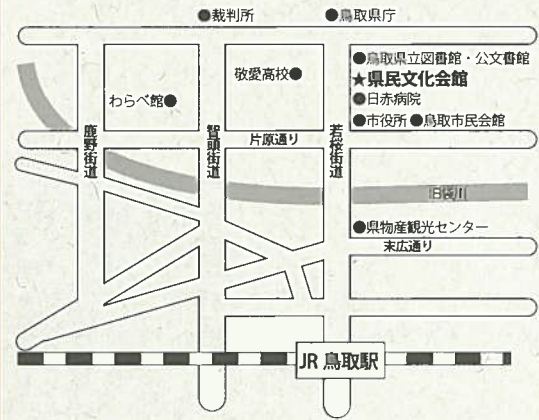 ●裁判所
●鳥取県庁
●鳥取県立図書館・公文書館
★県民文化会館
●日赤病院
●市役所 ●鳥取市民会館
敬愛高校●
わらべ館●
鹿野街道
智頭街道
若桜街道
片原通り
旧袋川
●県物産観光センター
末広通り
JR 鳥取駅